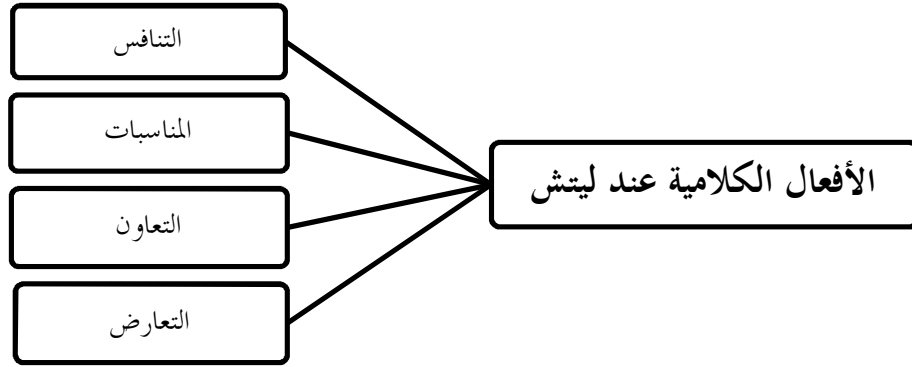 الأفعال الكلامية عند ليتش
التنافس
المناسبات
التعاون
التعارض